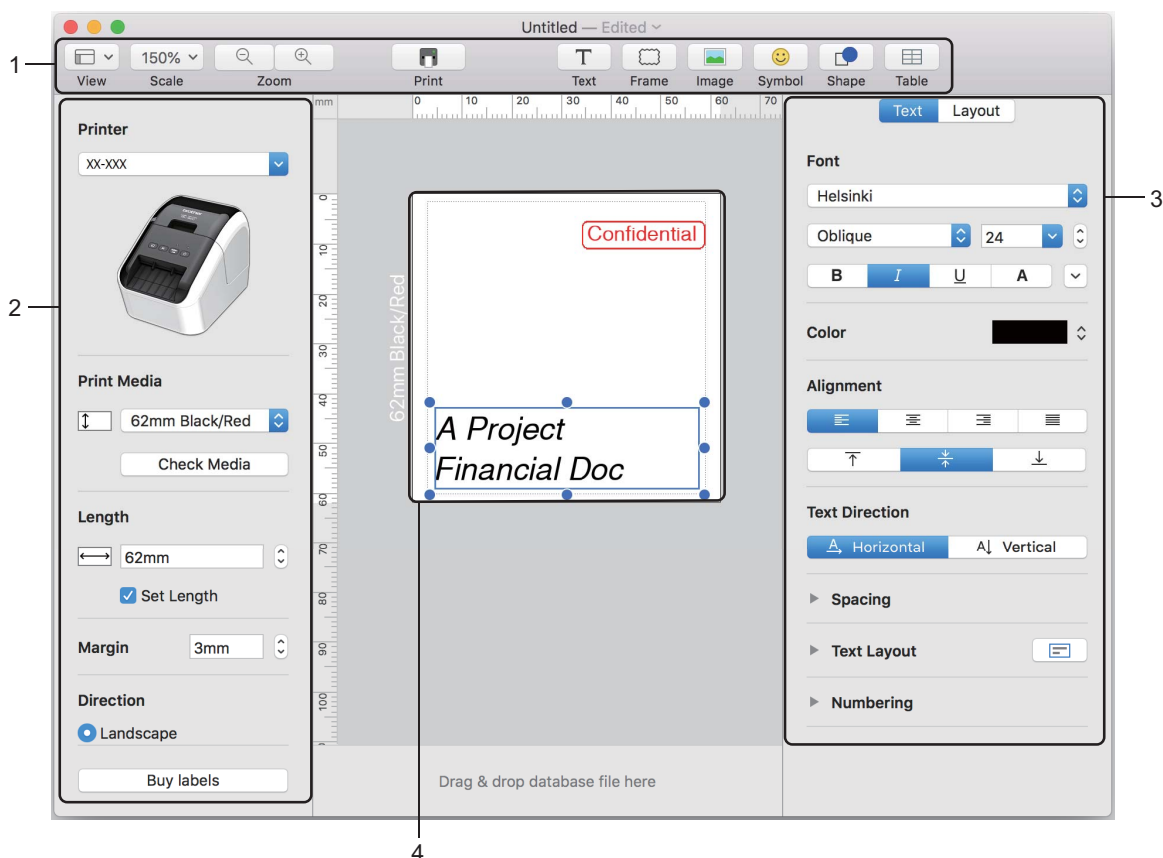 Untitled — Edited
1
150%
View Scale Zoom Print Text Frame Image Symbol Shape Table
2
Printer
XX-XXX
Print Media
62mm Black/Red
Check Media
Length
62mm
Set Length
Margin 3mm
Direction
Landscape
Buy labels
mm 0 10 20 30 40 50 60 70
0
10
20
30
40
50
60
70
80
90
100
62mm Black/Red
Confidential
A Project
Financial Doc
Drag & drop database file here
4
Text Layout
Font
Helsinki
3
Oblique 24
B I U A
Color
Alignment
Text Direction
A Horizontal A Vertical
Spacing
Text Layout
Numbering